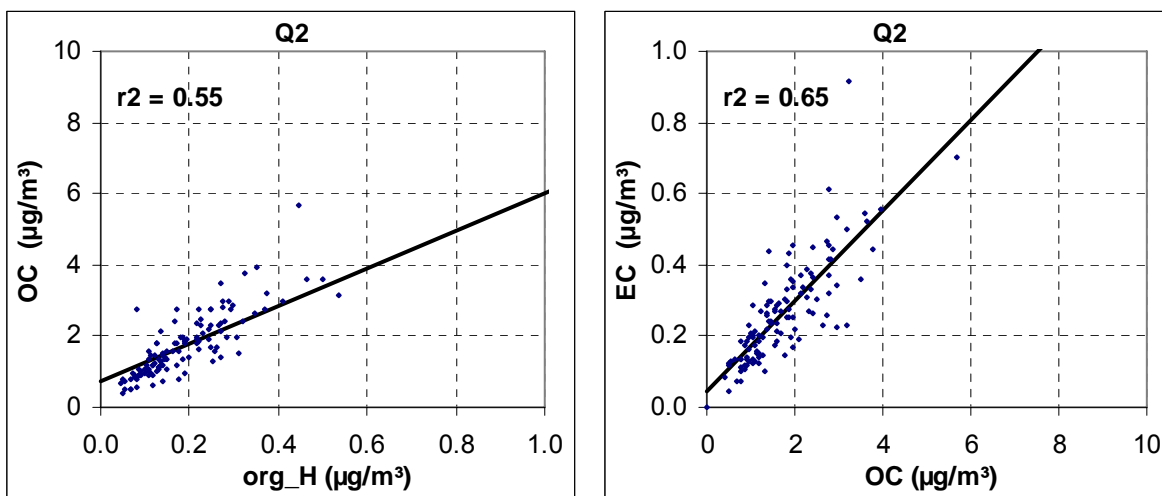 Q2
10
8
6
4
2
0
r2 = 0.55
OC (µg/m³)
0.0 0.2 0.4 0.6 0.8 1.0
org_H (µg/m³)
Q2
1.0
0.8
0.6
0.4
0.2
0.0
r2 = 0.65
EC (µg/m³)
0 2 4 6 8 10
OC (µg/m³)